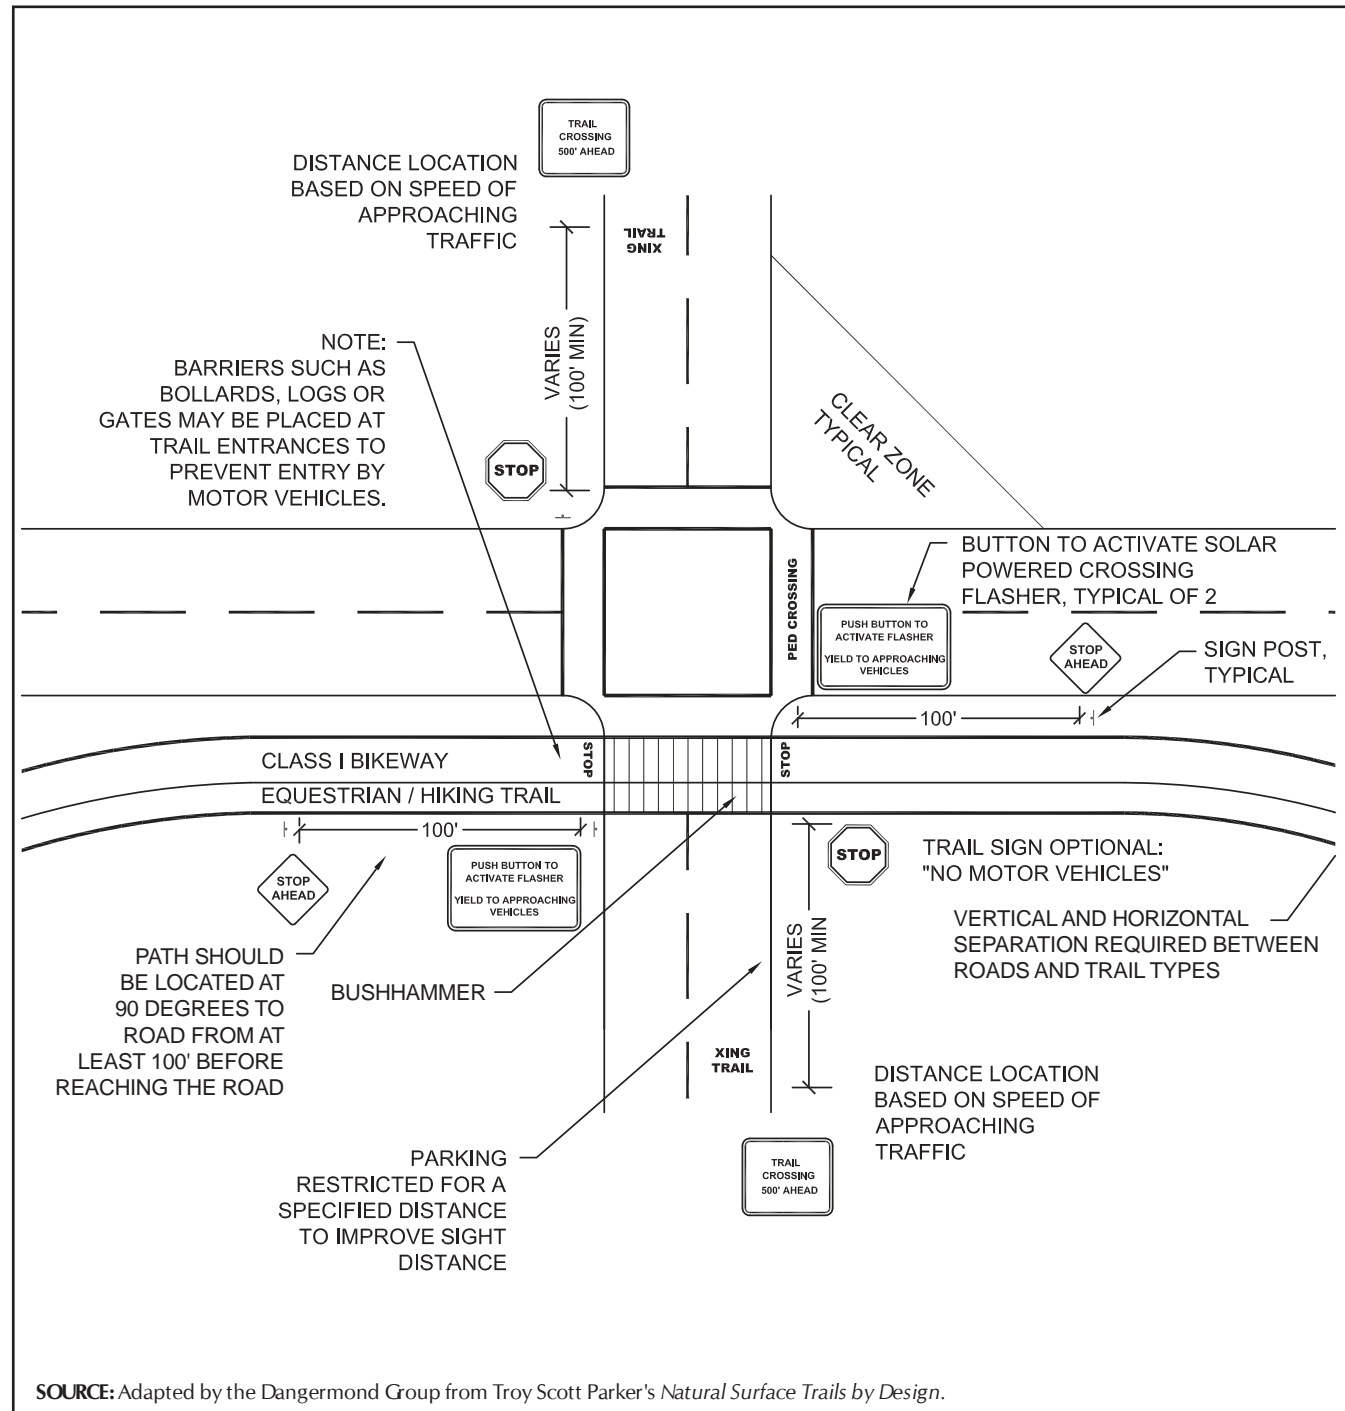 TRAIL
CROSSING
500' AHEAD
DISTANCE LOCATION
BASED ON SPEED OF
APPROACHING
TRAFFIC
XING
TRAIL
VARIES
(100' MIN)
NOTE:
BARRIERS SUCH AS
BOLLARDS, LOGS OR
GATES MAY BE PLACED AT
TRAIL ENTRANCES TO
PREVENT ENTRY BY
MOTOR VEHICLES.
STOP
CLEAR ZONE
TYPICAL
BUTTON TO ACTIVATE SOLAR
POWERED CROSSING
FLASHER, TYPICAL OF 2
PED CROSSING
PUSH BUTTON TO
ACTIVATE FLASHER
YIELD TO APPROACHING
VEHICLES
STOP
AHEAD
SIGN POST,
TYPICAL
100'
CLASS I BIKEWAY
STOP
STOP
EQUESTRIAN / HIKING TRAIL
100'
STOP
AHEAD
PUSH BUTTON TO
ACTIVATE FLASHER
YIELD TO APPROACHING
VEHICLES
STOP
TRAIL SIGN OPTIONAL:
"NO MOTOR VEHICLES"
VERTICAL AND HORIZONTAL
SEPARATION REQUIRED BETWEEN
ROADS AND TRAIL TYPES
PATH SHOULD
BE LOCATED AT
90 DEGREES TO
ROAD FROM AT
LEAST 100' BEFORE
REACHING THE ROAD
BUSHHAMMER
VARIES
(100' MIN
XING
TRAIL
DISTANCE LOCATION
BASED ON SPEED OF
APPROACHING
TRAFFIC
PARKING
RESTRICTED FOR A
SPECIFIED DISTANCE
TO IMPROVE SIGHT
DISTANCE
TRAIL
CROSSING
500' AHEAD
SOURCE: Adapted by the Dangermond Group from Troy Scott Parker's Natural Surface Trails by Design.